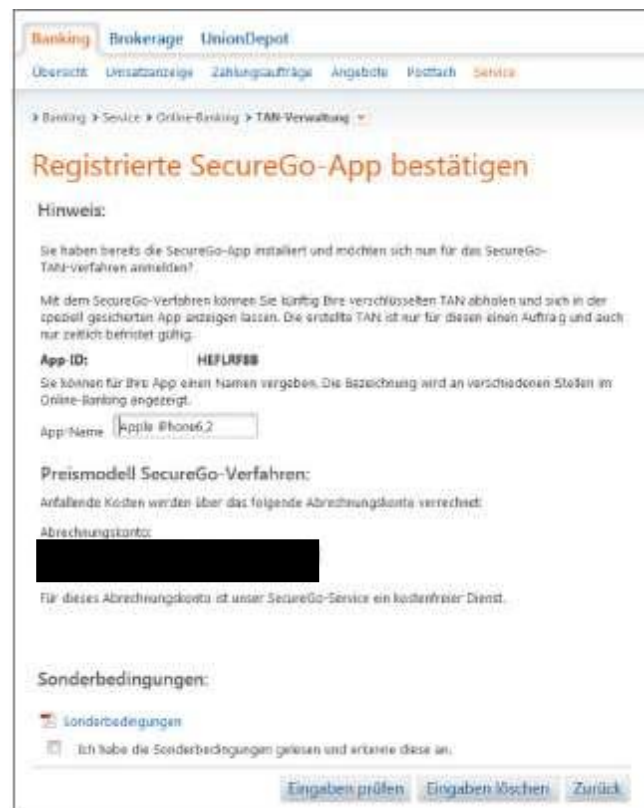 Banking Brokerage UnionDepot
Übersicht Umsatzanzeige Zahlungsaufträge Angebote Postfach Service
Banking Service Online-Banking TAN-Verwaltung
Registrierte SecureGo-App bestätigen
Hinweis:
Sie haben bereits die SecureGo-App installiert und möchten sich nun für das SecureGo-
TAN-Verfahren anmelden?
Mit dem SecureGo-Verfahren können Sie künftig Ihre verschlüsselten TAN abholen und sich in der
speziell gesicherten App anzeigen lassen. Die erstellte TAN ist nur für diesen einen Auftrag und auch
nur zeitlich befristet gültig.
App-ID:
Sie können für Ihre App einen Namen vergeben. Die Bezeichnung wird an verschiedenen Stellen im
Online-Banking angezeigt.
App-Name Apple iPhone6,2
Preismodell SecureGo-Verfahren:
Anfallende Kosten werden über das folgende Abrechnungskonto verrechnet:
Abrechnungskonto:
Für dieses Abrechnungskonto ist unser SecureGo-Service ein kostenfreier Dienst.
Sonderbedingungen:
Sonderbedingungen
Ich habe die Sonderbedingungen gelesen und erkenne diese an.
Eingaben prüfen Eingaben löschen Zurück